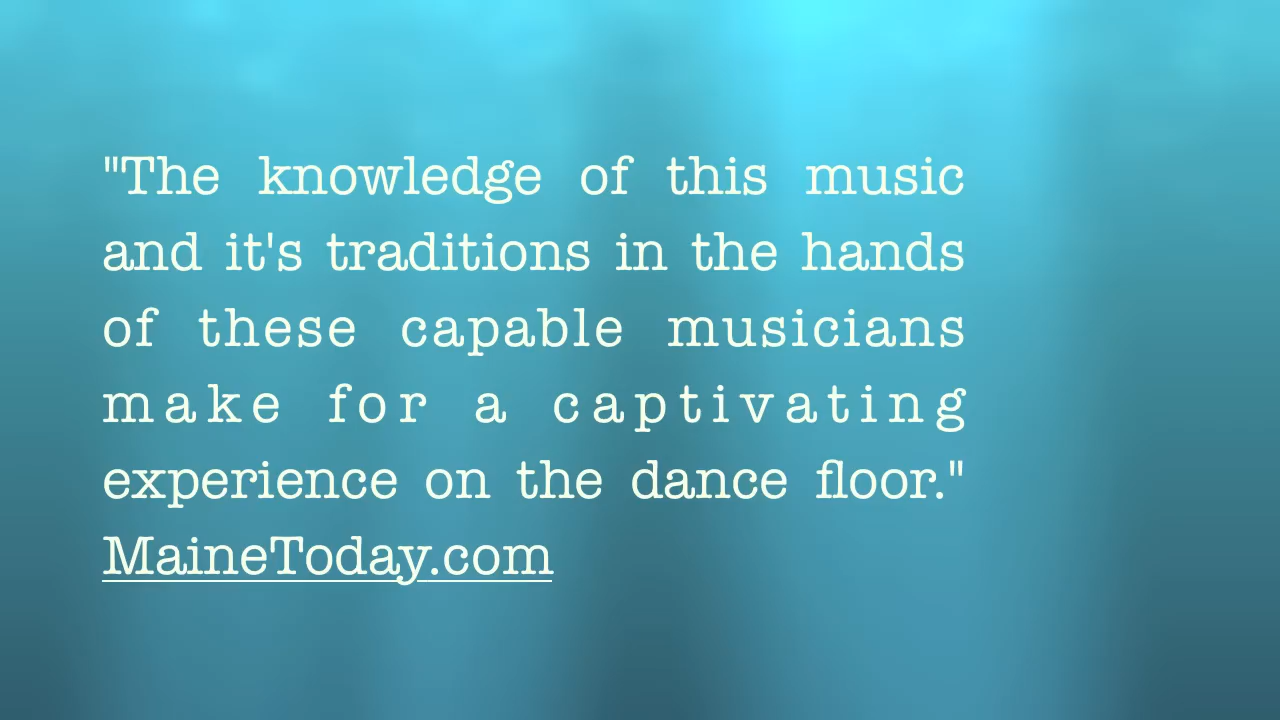 "The knowledge of this music
and it's traditions in the hands
of these capable musicians
make for a captivating
experience on the dance floor."
MaineToday.com